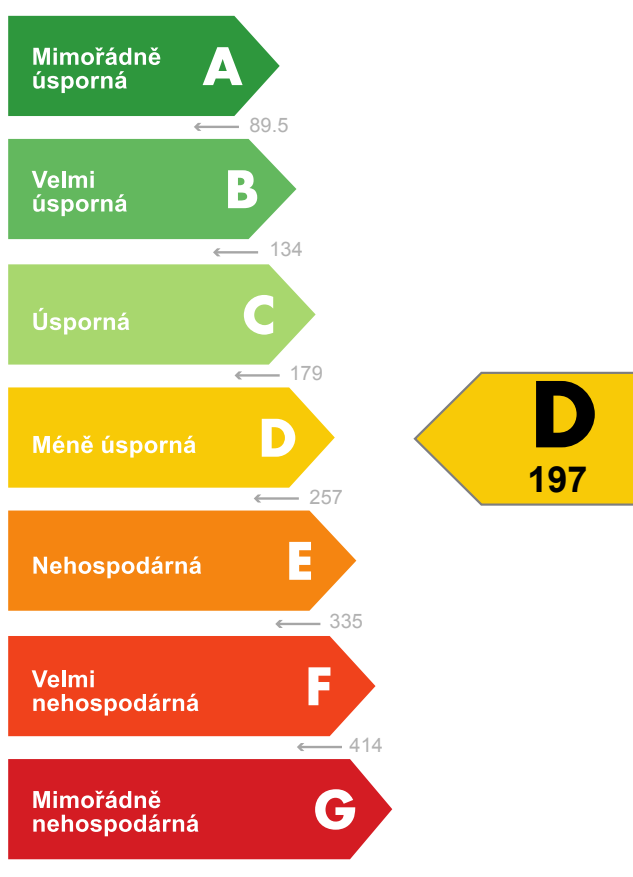 Mimořádně
úsporná
A
89.5
Velmi
úsporná
B
134
Úsporná
C
179
Méně úsporná
D
257
D
197
Nehospodárná
E
335
Velmi
nehospodárná
F
414
Mimořádně
nehospodárná
G